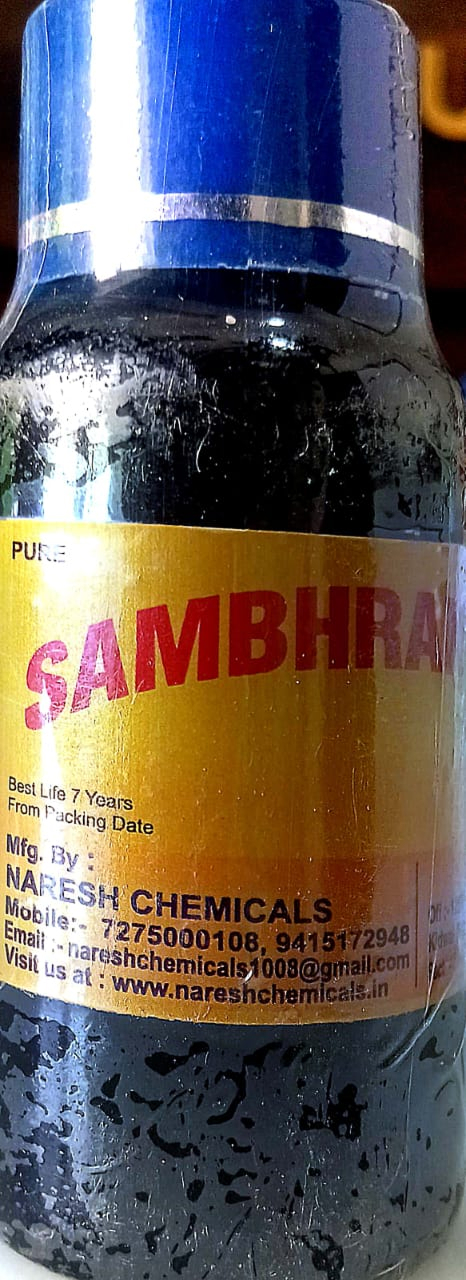 PURE
SAMBHRA
Best Life 7 Years
From Packing Date
Mfg. By :
NARESH CHEMICALS
Mobile:- 7275000108, 9415172948
Email :- nareshchemicals1008@gmail.com
Visit us at : www.nareshchemicals.in